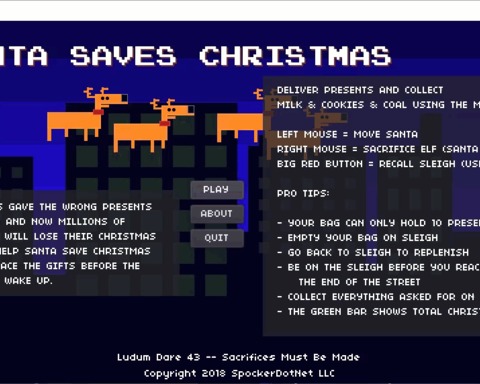 NTA SAVES CHRISTMAS
DELIVER PRESENTS AND COLLECT
MILK & COOKIES & COAL USING THE M
LEFT MOUSE = MOVE SANTA
RIGHT MOUSE = SACRIFICE ELF (SANTA
BIG RED BUTTON = RECALL SLEIGH (US
PRO TIPS:
- YOUR BAG CAN ONLY HOLD 10 PRESE
- EMPTY YOUR BAG ON SLEIGH
- GO BACK TO SLEIGH TO REPLENISH
- BE ON THE SLEIGH BEFORE YOU REAC
THE END OF THE STREET
- COLLECT EVERYTHING ASKED FOR ON
- THE GREEN BAR SHOWS TOTAL CHRIS
PLAY
ABOUT
QUIT
S GAVE THE WRONG PRESENTS
AND NOW MILLIONS OF
WILL LOSE THEIR CHRISTMAS
HELP SANTA SAVE CHRISTMAS
ACE THE GIFTS BEFORE THE
WAKE UP.
Ludum Dare 43 -- Sacrifices Must Be Made
Copyright 2018 SpockerDotNet LLC